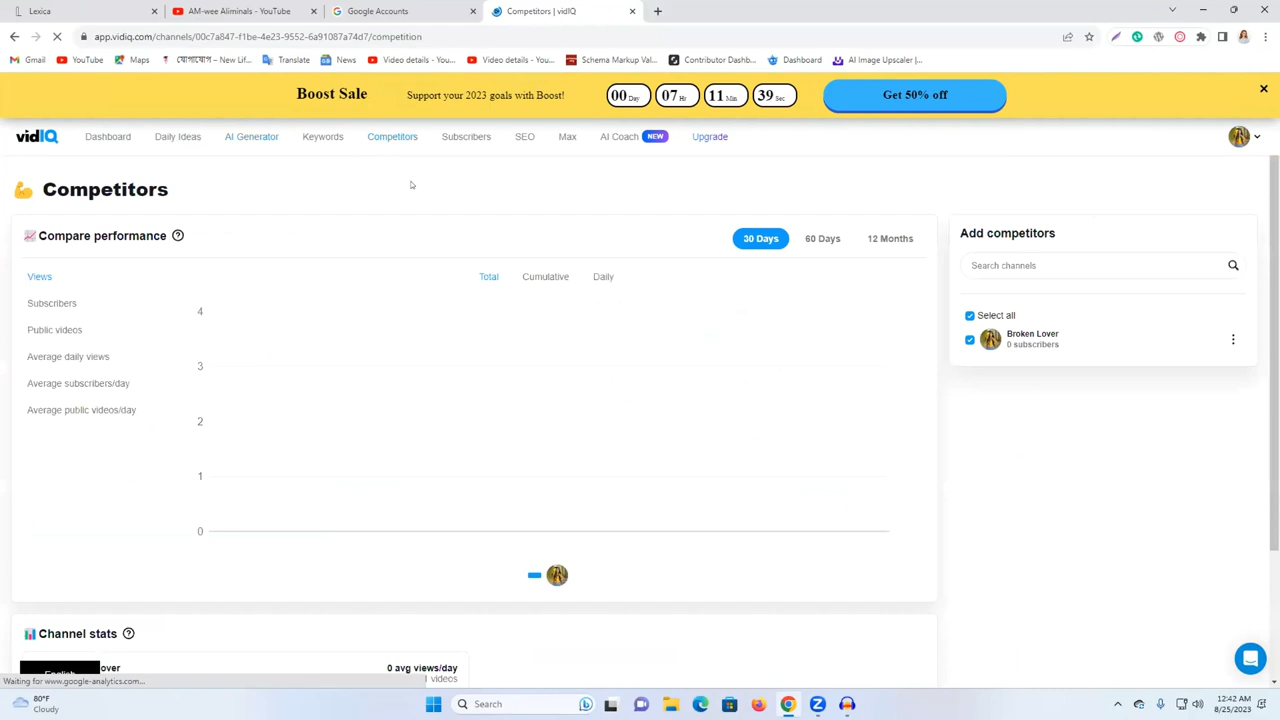 Lexica
AM-wee Aliminals - YouTube
Google Accounts
Competitors | vidIQ
app.vidiq.com/channels/00c7a847-f1be-4e23-9552-6a91087a74d7/competition
Gmail
YouTube
Maps
যোগাযোগ – New Lif...
Translate
News
Video details - You...
Video details - You...
Schema Markup Val...
Contributor Dashb...
Dashboard
AI Image Upscaler |...
Boost Sale
Support your 2023 goals with Boost!
00 Day
07 Hr
11 Min
39 Sec
Get 50% off
vidIQ
Dashboard
Daily Ideas
AI Generator
Keywords
Competitors
Subscribers
SEO
Max
AI Coach NEW
Upgrade
Competitors
Compare performance
30 Days
60 Days
12 Months
Add competitors
Search channels
Views
Subscribers
Public videos
Average daily views
Average subscribers/day
Average public videos/day
Total
Cumulative
Daily
4
3
2
1
0
Select all
Broken Lover
0 subscribers
Channel stats
over
0 avg views/day
videos
English
Waiting for www.google-analytics.com...
80°F
Cloudy
Search
12:42 AM
8/25/2023